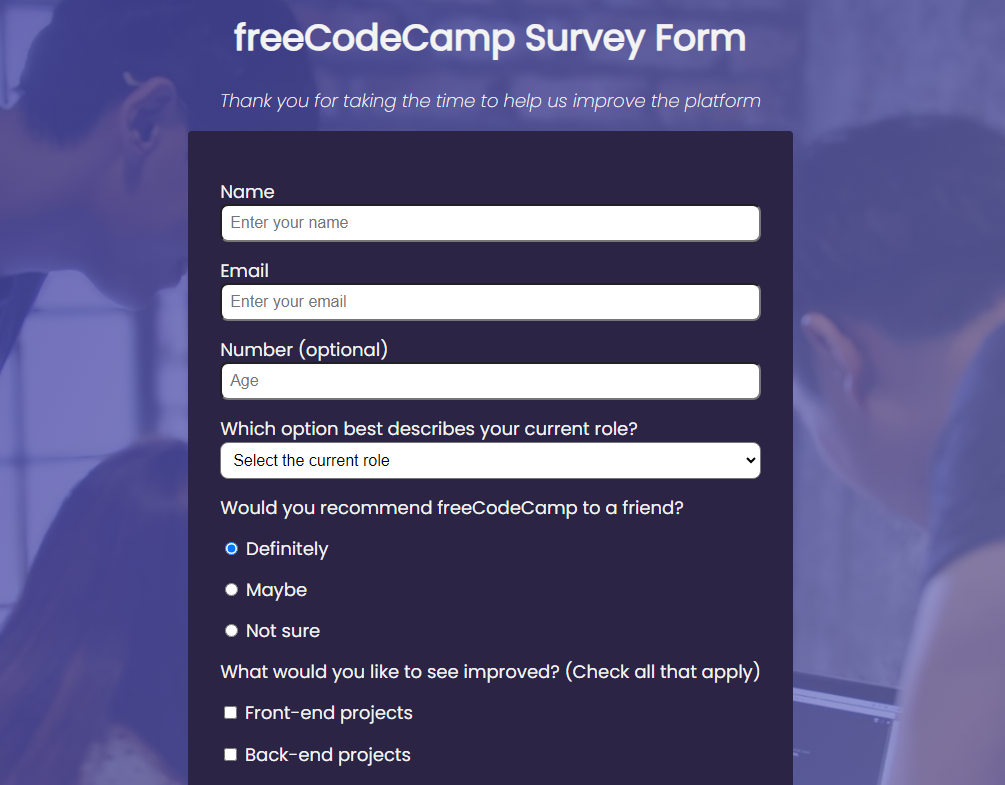 freeCodeCamp Survey Form
Thank you for taking the time to help us improve the platform
Name
Enter your name
Email
Enter your email
Number (optional)
Age
Which option best describes your current role?
Select the current role
Would you recommend freeCodeCamp to a friend?
Definitely
Maybe
Not sure
What would you like to see improved? (Check all that apply)
Front-end projects
Back-end projects